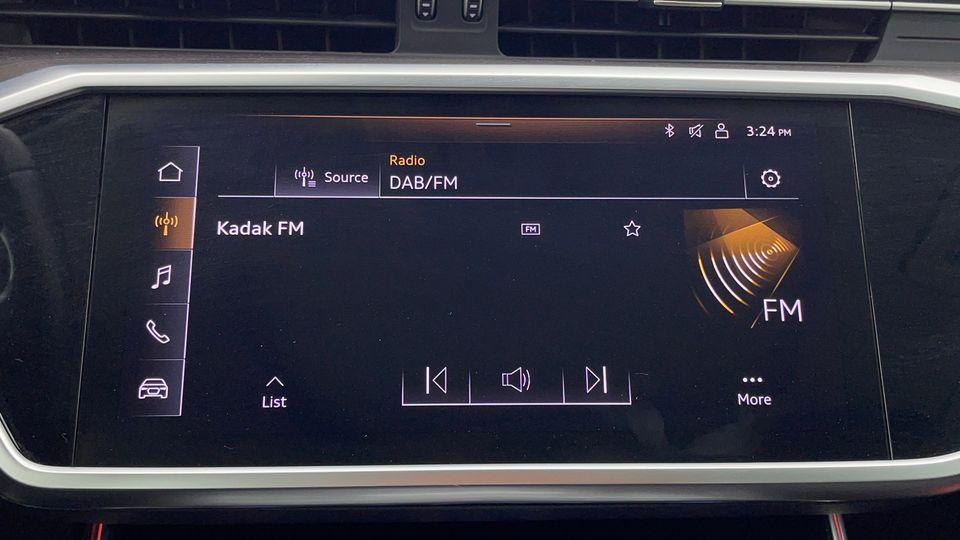 3:24 PM
Radio
Source
DAB/FM
Kadak FM
FM
FM
List
More